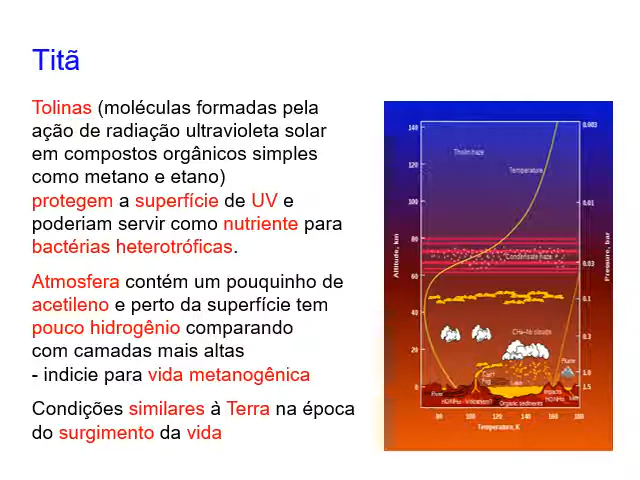 Titã
Tolinas (moléculas formadas pela
ação de radiação ultravioleta solar
em compostos orgânicos simples
como metano e etano)
protegem a superfície de UV e
poderiam servir como nutriente para
bactérias heterotróficas.
Atmosfera contém um pouquinho de
acetileno e perto da superfície tem
pouco hidrogênio comparando
com camadas mais altas
- indicie para vida metanogênica
Condições similares à Terra na época
do surgimento da vida
140
120
100
80
60
40
20
0
Altitude, km
Tholin haze
Temperature
Condensate haze
CH₄-N₂ clouds
Plume
Lake
River
Volcanism?
Organic sediments
Impacts
80 100 120 140 160 180
Temperature, K
0.003
0.01
0.03
0.1
0.3
1.0
1.5
Pressure, bar